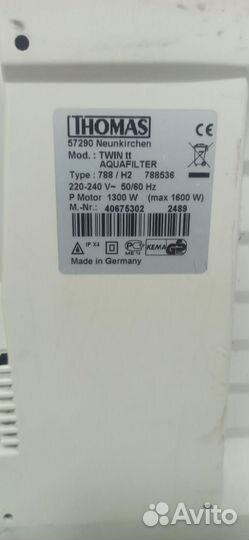 THOMAS
57290 Neunkirchen
Mod. : TWIN tt
AQUAFILTER
Type : 788 / H2 788536
220-240 V~ 50/60 Hz
P Motor 1300 W (max 1600 W)
M.-Nr.: 40675302 2489
IP X4 KEMA
Made in Germany
Avito